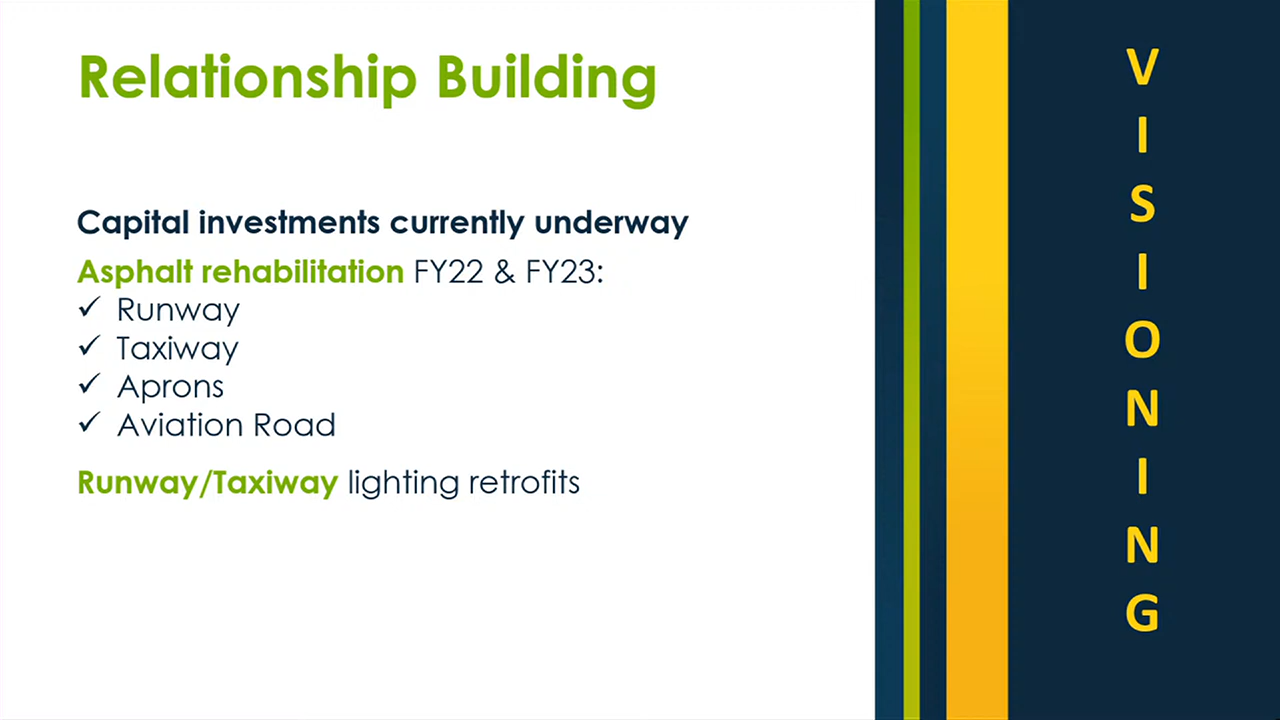 Relationship Building
Capital investments currently underway
Asphalt rehabilitation FY22 & FY23:
✓ Runway
✓ Taxiway
✓ Aprons
✓ Aviation Road
Runway/Taxiway lighting retrofits
V
I
S
I
O
N
I
N
G